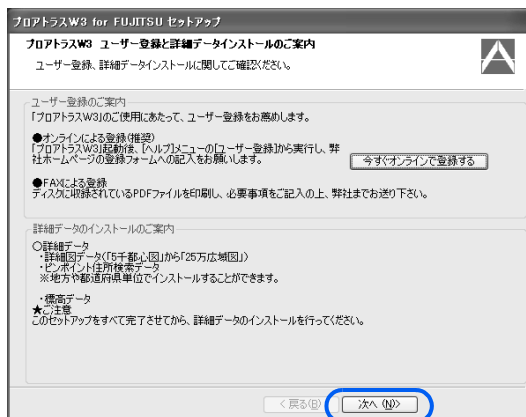 プロアトラスW3 for FUJITSU セットアップ
プロアトラスW3 ユーザー登録と詳細データインストールのご案内
ユーザー登録、詳細データインストールに関してご確認ください。
ユーザー登録のご案内
「プロアトラスW3」のご使用にあたって、ユーザー登録をお薦めします。
●オンラインによる登録(推奨)
「プロアトラスW3」起動後、[ヘルプ]メニューの[ユーザー登録]から実行し、弊
社ホームページの登録フォームへの記入をお願いします。
今すぐオンラインで登録する
●FAXによる登録
ディスクに収録されているPDFファイルを印刷し、必要事項をご記入の上、弊社までお送り下さい。
詳細データのインストールのご案内
○詳細データ
・詳細図データ(「5千都心図」から「25万広域図」)
・ピンポイント住所検索データ
※地方や都道府県単位でインストールすることができます。
・標高データ
★ご注意
このセットアップをすべて完了させてから、詳細データのインストールを行ってください。
< 戻る(B)
次へ (N)>